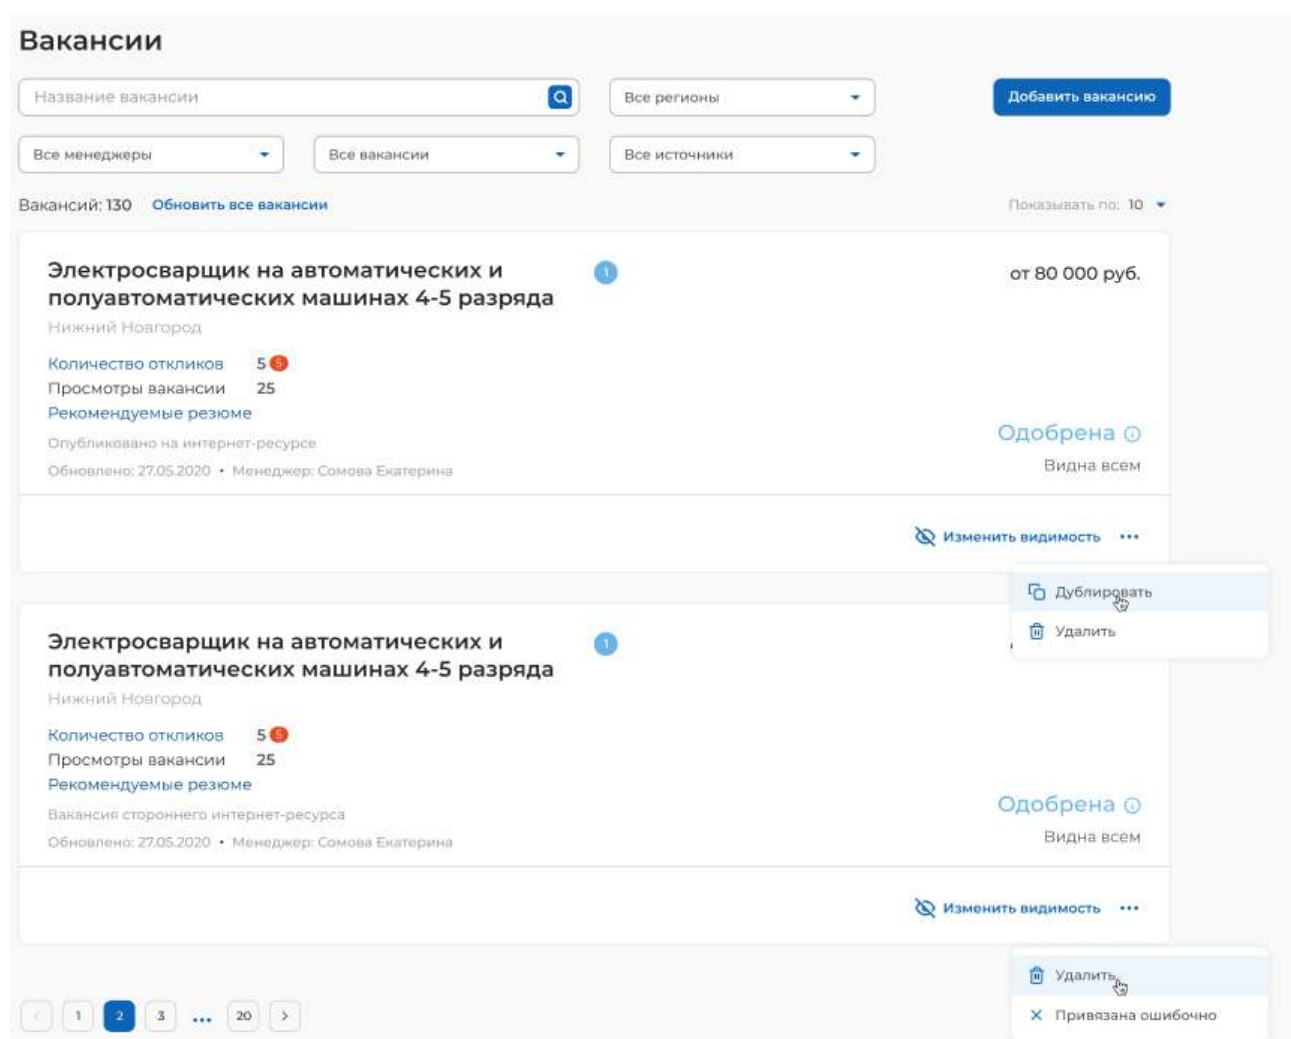 Вакансии
Название вакансии
Все регионы
Добавить вакансию
Все менеджеры
Все вакансии
Все источники
Вакансий: 130 Обновить все вакансии
Показывать по: 10
Электросварщик на автоматических и
полуавтоматических машинах 4-5 разряда
1
от 80 000 руб.
Нижний Новгород
Количество откликов 5 5
Просмотры вакансии 25
Рекомендуемые резюме
Опубликовано на интернет-ресурсе
Обновлено: 27.05.2020 • Менеджер: Сомова Екатерина
Одобрена
Видна всем
Изменить видимость
Дублировать
Удалить
Электросварщик на автоматических и
полуавтоматических машинах 4-5 разряда
1
Нижний Новгород
Количество откликов 5 5
Просмотры вакансии 25
Рекомендуемые резюме
Вакансия стороннего интернет-ресурса
Обновлено: 27.05.2020 • Менеджер: Сомова Екатерина
Одобрена
Видна всем
Изменить видимость
Удалить
Привязана ошибочно
< 1 2 3 ... 20 >